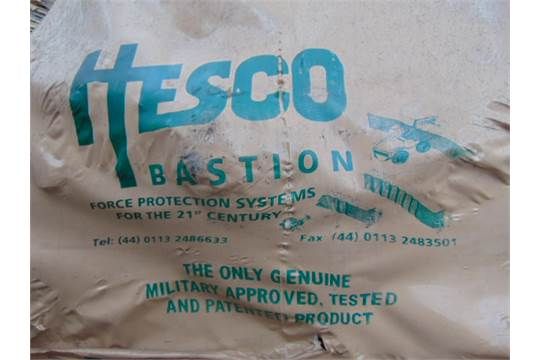 HESCO
BASTION
FORCE PROTECTION SYSTEMS
FOR THE 21ST CENTURY
Tel: (44) 0113 2486633 Fax (44) 0113 2483501
THE ONLY GENUINE
MILITARY APPROVED, TESTED
AND PATENTED PRODUCT